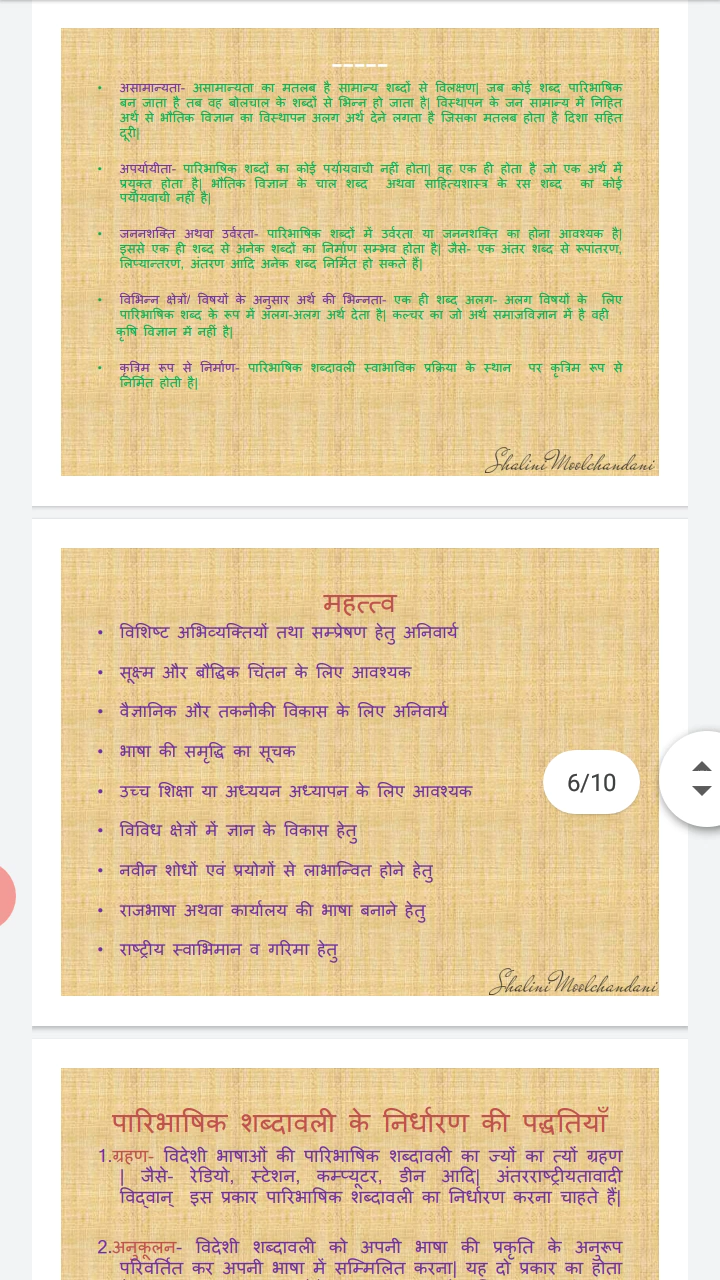 -----
• असामान्यता- असामान्यता का मतलब है सामान्य शब्दों से विलक्षण| जब कोई शब्द पारिभाषिक
बन जाता है तब वह बोलचाल के शब्दों से भिन्न हो जाता है| विस्थापन के जन सामान्य में निहित
अर्थ से भौतिक विज्ञान का विस्थापन अलग अर्थ देने लगता है जिसका मतलब होता है दिशा सहित
दूरी|
• अपर्यायीता- पारिभाषिक शब्दों का कोई पर्यायवाची नहीं होता| वह एक ही होता है जो एक अर्थ में
प्रयुक्त होता है| भौतिक विज्ञान के चाल शब्द अथवा साहित्यशास्त्र के रस शब्द का कोई
पर्यायवाची नहीं है|
• जननशक्ति अथवा उर्वरता- पारिभाषिक शब्दों में उर्वरता या जननशक्ति का होना आवश्यक है|
इससे एक ही शब्द से अनेक शब्दों का निर्माण सम्भव होता है| जैसे- एक अंतर शब्द से रूपांतरण,
लिप्यान्तरण, अंतरण आदि अनेक शब्द निर्मित हो सकते हैं|
• विभिन्न क्षेत्रों/ विषयों के अनुसार अर्थ की भिन्नता- एक ही शब्द अलग- अलग विषयों के लिए
पारिभाषिक शब्द के रूप में अलग-अलग अर्थ देता है| कल्चर का जो अर्थ समाजविज्ञान में है वही
कृषि विज्ञान में नहीं है|
• कृत्रिम रूप से निर्माण- पारिभाषिक शब्दावली स्वाभाविक प्रक्रिया के स्थान पर कृत्रिम रूप से
निर्मित होती है|
Shalini Moolchandani
महत्त्व
• विशिष्ट अभिव्यक्तियों तथा सम्प्रेषण हेतु अनिवार्य
• सूक्ष्म और बौद्धिक चिंतन के लिए आवश्यक
• वैज्ञानिक और तकनीकी विकास के लिए अनिवार्य
• भाषा की समृद्धि का सूचक
• उच्च शिक्षा या अध्ययन अध्यापन के लिए आवश्यक
6/10
• विविध क्षेत्रों में ज्ञान के विकास हेतु
• नवीन शोधों एवं प्रयोगों से लाभान्वित होने हेतु
• राजभाषा अथवा कार्यालय की भाषा बनाने हेतु
• राष्ट्रीय स्वाभिमान व गरिमा हेतु
Shalini Moolchandani
पारिभाषिक शब्दावली के निर्धारण की पद्धतियाँ
1.ग्रहण- विदेशी भाषाओं की पारिभाषिक शब्दावली का ज्यों का त्यों ग्रहण
| जैसे- रेडियो, स्टेशन, कम्प्यूटर, डीन आदि| अंतरराष्ट्रीयतावादी
विद्वान् इस प्रकार पारिभाषिक शब्दावली का निर्धारण करना चाहते हैं|
2.अनुकूलन- विदेशी शब्दावली को अपनी भाषा की प्रकृति के अनुरूप
परिवर्तित कर अपनी भाषा में सम्मिलित करना| यह दो प्रकार का होता